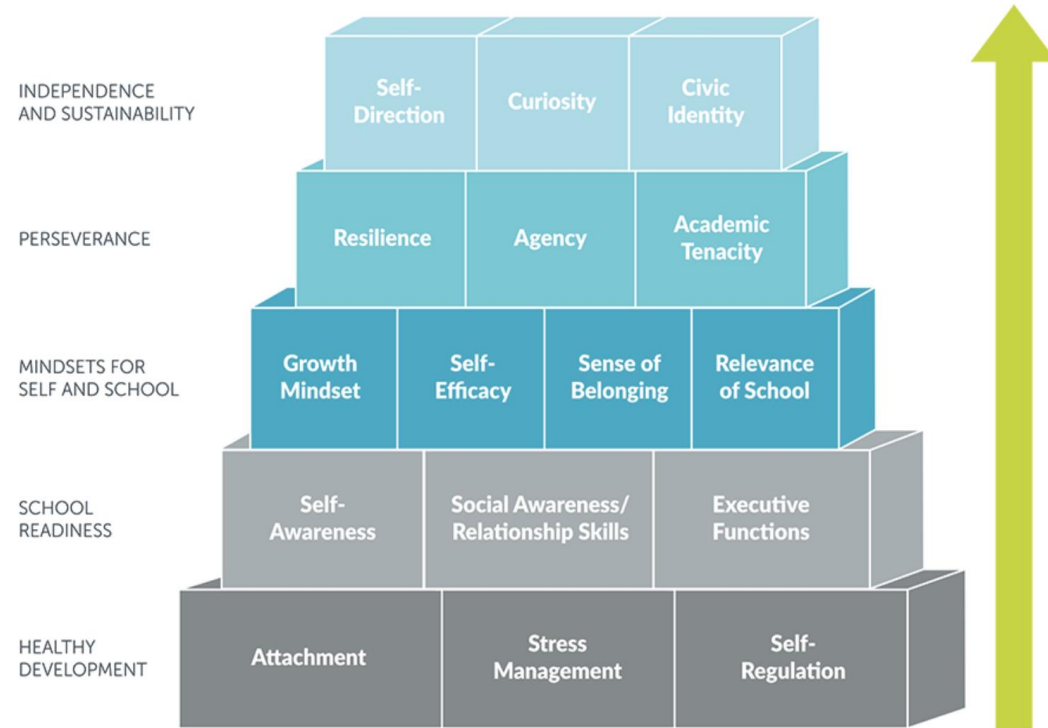 INDEPENDENCE
AND SUSTAINABILITY
Self-
Direction
Curiosity
Civic
Identity
PERSEVERANCE
Resilience
Agency
Academic
Tenacity
MINDSETS FOR
SELF AND SCHOOL
Growth
Mindset
Self-
Efficacy
Sense of
Belonging
Relevance
of School
SCHOOL
READINESS
Self-
Awareness
Social Awareness/
Relationship Skills
Executive
Functions
HEALTHY
DEVELOPMENT
Attachment
Stress
Management
Self-
Regulation